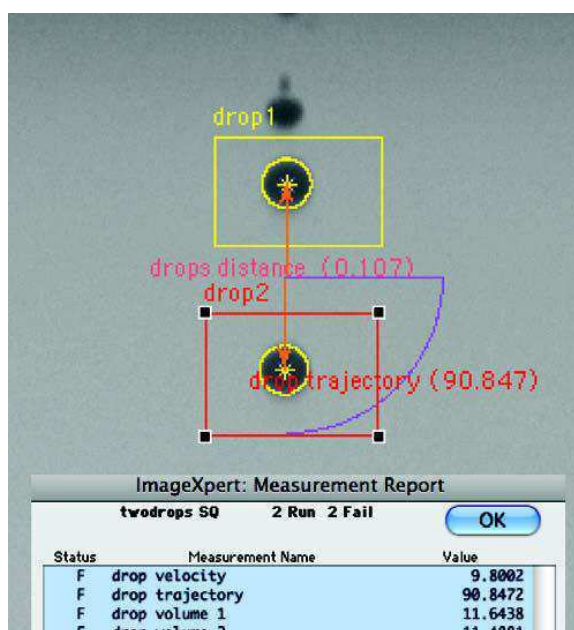 drop1
drops distance (0.107)
drop2
drop trajectory (90.847)
ImageXpert: Measurement Report
twodrops SQ 2 Run 2 Fail OK
Status Measurement Name Value
F drop velocity 9.8002
F drop trajectory 90.8472
F drop volume 1 11.6438